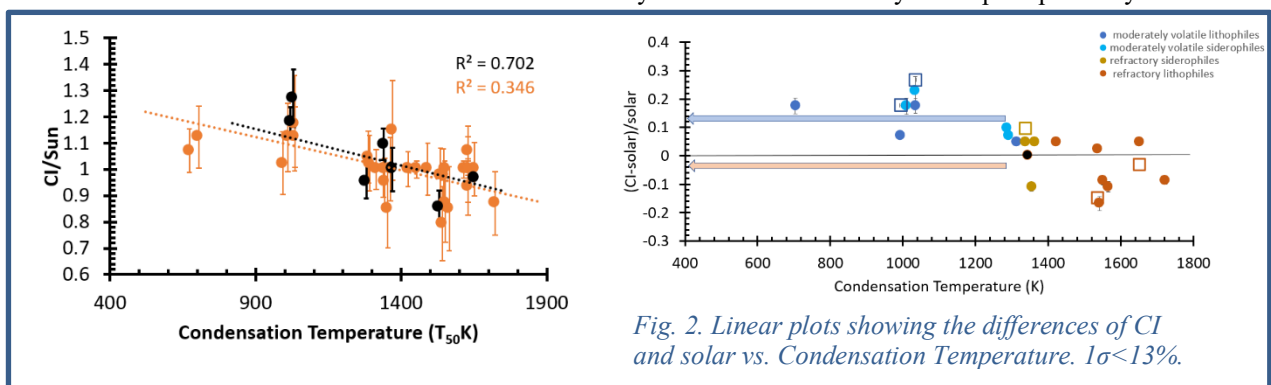 1.5
1.4
1.3
1.2
1.1
1
0.9
0.8
0.7
0.6
CI/Sun
R² = 0.702
R² = 0.346
400 900 1400 1900
Condensation Temperature (T₅₀K)
0.4
0.3
0.2
0.1
0
-0.1
-0.2
-0.3
(CI-solar)/solar
moderately volatile lithophiles
moderately volatile siderophiles
refractory siderophiles
refractory lithophiles
400 600 800 1000 1200 1400 1600 1800
Condensation Temperature (K)
Fig. 2. Linear plots showing the differences of CI
and solar vs. Condensation Temperature. 1σ<13%.